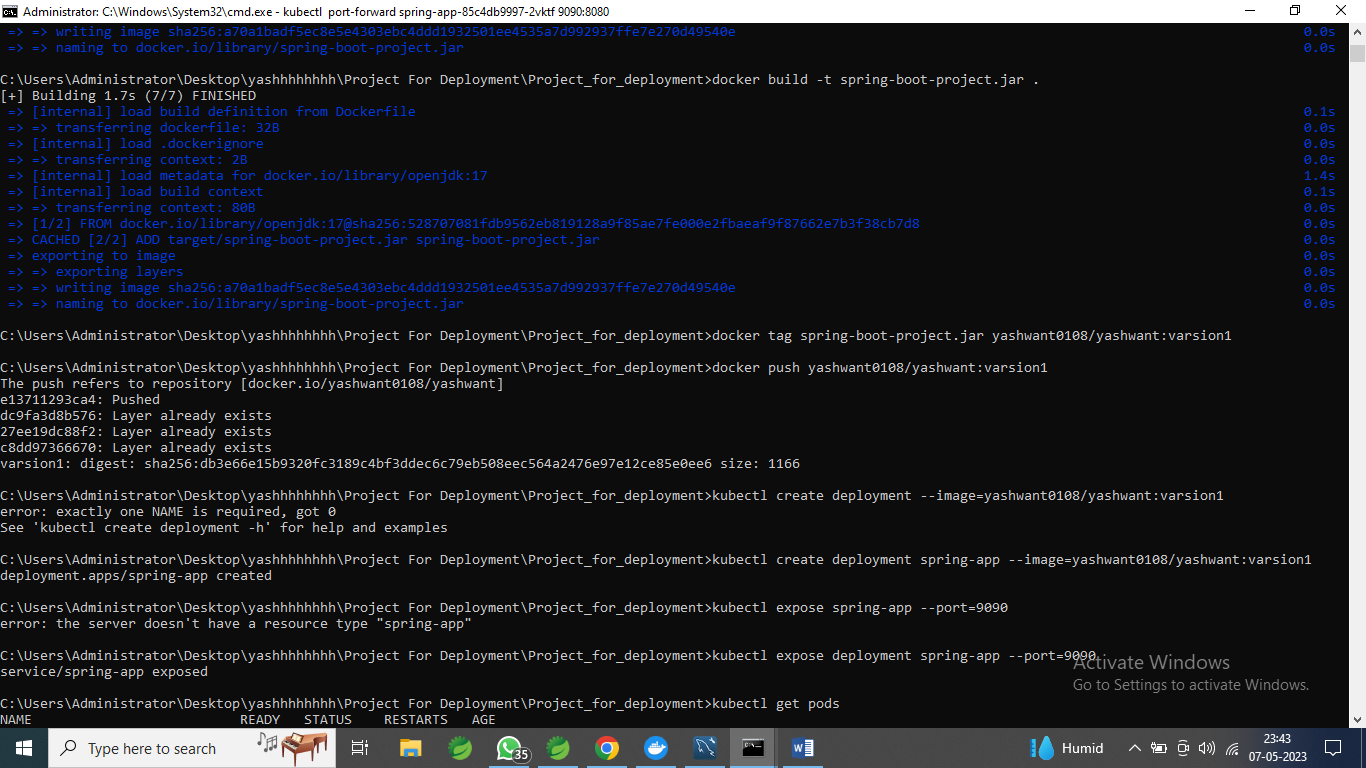 Administrator: C:\Windows\System32\cmd.exe - kubectl  port-forward spring-app-85c4db9997-2vktf 9090:8080
=> => writing image sha256:a70a1badf5ec8e5e4303ebc4ddd1932501ee4535a7d992937ffe7e270d49540e 0.0s
=> => naming to docker.io/library/spring-boot-project.jar 0.0s
C:\Users\Administrator\Desktop\yashhhhhhhh\Project For Deployment\Project_for_deployment>docker build -t spring-boot-project.jar .
[+] Building 1.7s (7/7) FINISHED
=> [internal] load build definition from Dockerfile 0.1s
=> => transferring dockerfile: 32B 0.0s
=> [internal] load .dockerignore 0.0s
=> => transferring context: 2B 0.0s
=> [internal] load metadata for docker.io/library/openjdk:17 1.4s
=> [internal] load build context 0.1s
=> => transferring context: 80B 0.0s
=> [1/2] FROM docker.io/library/openjdk:17@sha256:528707081fdb9562eb819128a9f85ae7fe000e2fbaeaf9f87662e7b3f38cb7d8 0.0s
=> CACHED [2/2] ADD target/spring-boot-project.jar spring-boot-project.jar 0.0s
=> exporting to image 0.0s
=> => exporting layers 0.0s
=> => writing image sha256:a70a1badf5ec8e5e4303ebc4ddd1932501ee4535a7d992937ffe7e270d49540e 0.0s
=> => naming to docker.io/library/spring-boot-project.jar 0.0s
C:\Users\Administrator\Desktop\yashhhhhhhh\Project For Deployment\Project_for_deployment>docker tag spring-boot-project.jar yashwant0108/yashwant:varsion1
C:\Users\Administrator\Desktop\yashhhhhhhh\Project For Deployment\Project_for_deployment>docker push yashwant0108/yashwant:varsion1
The push refers to repository [docker.io/yashwant0108/yashwant]
e13711293ca4: Pushed
dc9fa3d8b576: Layer already exists
27ee19dc88f2: Layer already exists
c8dd97366670: Layer already exists
varsion1: digest: sha256:db3e66e15b9320fc3189c4bf3ddec6c79eb508eec564a2476e97e12ce85e0ee6 size: 1166
C:\Users\Administrator\Desktop\yashhhhhhhh\Project For Deployment\Project_for_deployment>kubectl create deployment --image=yashwant0108/yashwant:varsion1
error: exactly one NAME is required, got 0
See 'kubectl create deployment -h' for help and examples
C:\Users\Administrator\Desktop\yashhhhhhhh\Project For Deployment\Project_for_deployment>kubectl create deployment spring-app --image=yashwant0108/yashwant:varsion1
deployment.apps/spring-app created
C:\Users\Administrator\Desktop\yashhhhhhhh\Project For Deployment\Project_for_deployment>kubectl expose spring-app --port=9090
error: the server doesn't have a resource type "spring-app"
C:\Users\Administrator\Desktop\yashhhhhhhh\Project For Deployment\Project_for_deployment>kubectl expose deployment spring-app --port=9090
service/spring-app exposed
Activate Windows
Go to Settings to activate Windows.
C:\Users\Administrator\Desktop\yashhhhhhhh\Project For Deployment\Project_for_deployment>kubectl get pods
NAME READY STATUS RESTARTS AGE
Type here to search
35
Humid
23:43
07-05-2023